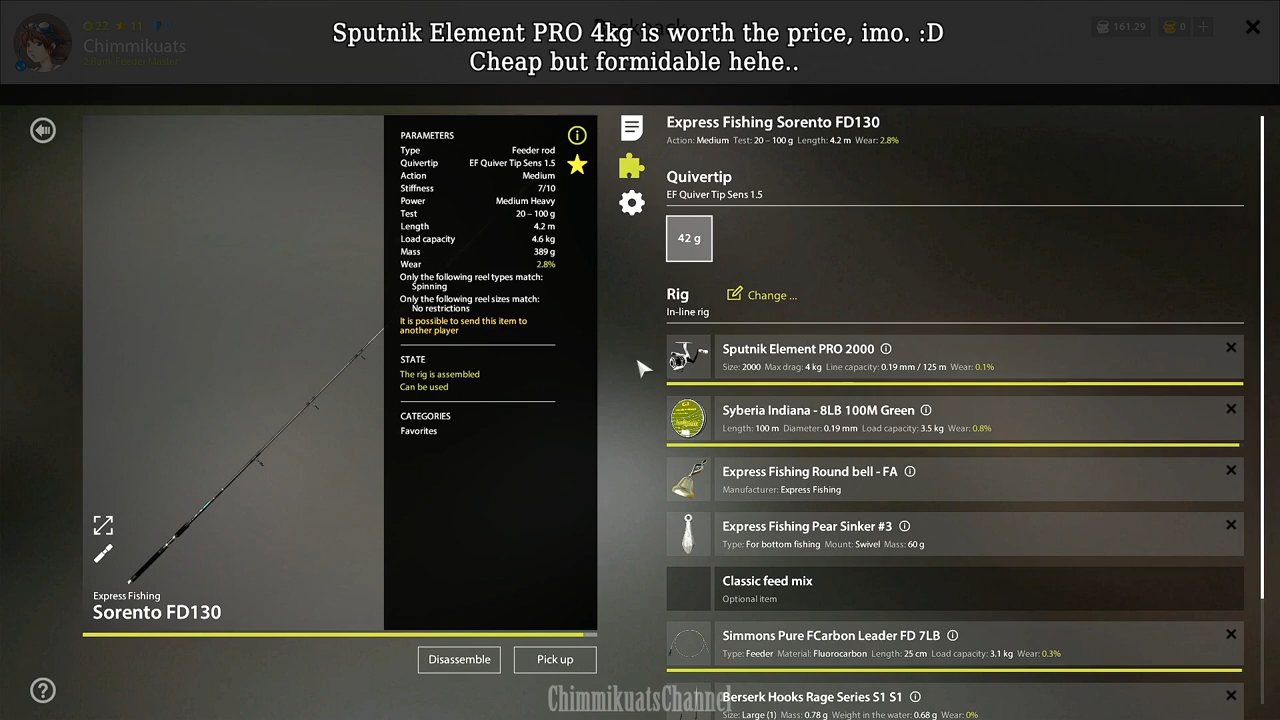 Sputnik Element PRO 4kg is worth the price, imo. :D
Cheap but formidable hehe..
22 11
161.29
0
Chimmikuats
PARAMETERS
Type Feeder rod
Quivertip EF Quiver Tip Sens 1.5
Action Medium
Stiffness 7/10
Power Medium Heavy
Test 20 – 100 g
Length 4.2 m
Load capacity 4.6 kg
Mass 389 g
Wear 2.8%
Only the following reel types match:
Spinning
Only the following reel sizes match:
No restrictions
It is possible to send this item to
another player
STATE
The rig is assembled
Can be used
CATEGORIES
Favorites
Express Fishing
Sorento FD130
Disassemble
Pick up
Express Fishing Sorento FD130
Action: Medium Test: 20 – 100 g Length: 4.2 m Wear: 2.8%
Quivertip
EF Quiver Tip Sens 1.5
42 g
Rig
Change ...
In-line rig
Sputnik Element PRO 2000
Size: 2000 Max drag: 4 kg Line capacity: 0.19 mm / 125 m Wear: 0.1%
Syberia Indiana - 8LB 100M Green
Length: 100 m Diameter: 0.19 mm Load capacity: 3.5 kg Wear: 0.8%
Express Fishing Round bell - FA
Manufacturer: Express Fishing
Express Fishing Pear Sinker #3
Type: For bottom fishing Mount: Swivel Mass: 60 g
Classic feed mix
Optional item
Simmons Pure FCarbon Leader FD 7LB
Type: Feeder Material: Fluorocarbon Length: 25 cm Load capacity: 3.1 kg Wear: 0.3%
Berserk Hooks Rage Series S1 S1
Size: Large (1) Mass: 0.78 g Weight in the water: 0.68 g Wear: 0%
ChimmikuatsChannel